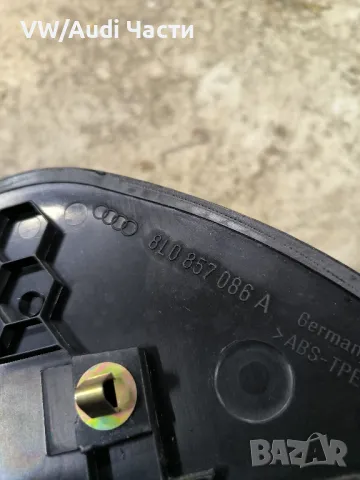 VW/Audi Части
8L0 857 086 A
German
>ABS-TPE
BAZAR